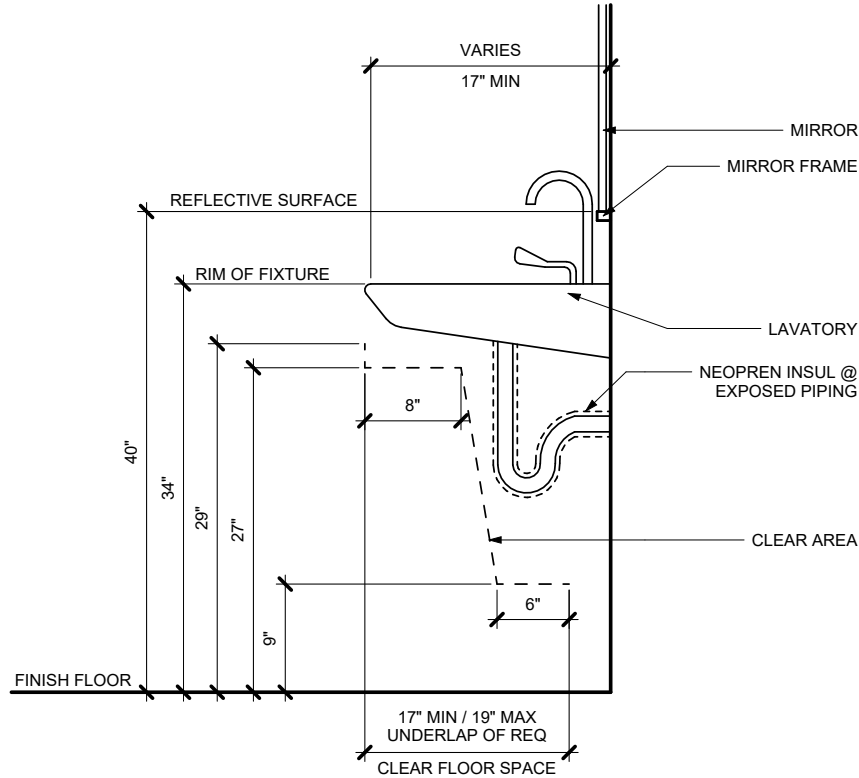 VARIES
17" MIN
MIRROR
MIRROR FRAME
REFLECTIVE SURFACE
RIM OF FIXTURE
LAVATORY
NEOPREN INSUL @
EXPOSED PIPING
8"
40"
34"
29"
27"
CLEAR AREA
6"
9"
FINISH FLOOR
17" MIN / 19" MAX
UNDERLAP OF REQ
CLEAR FLOOR SPACE